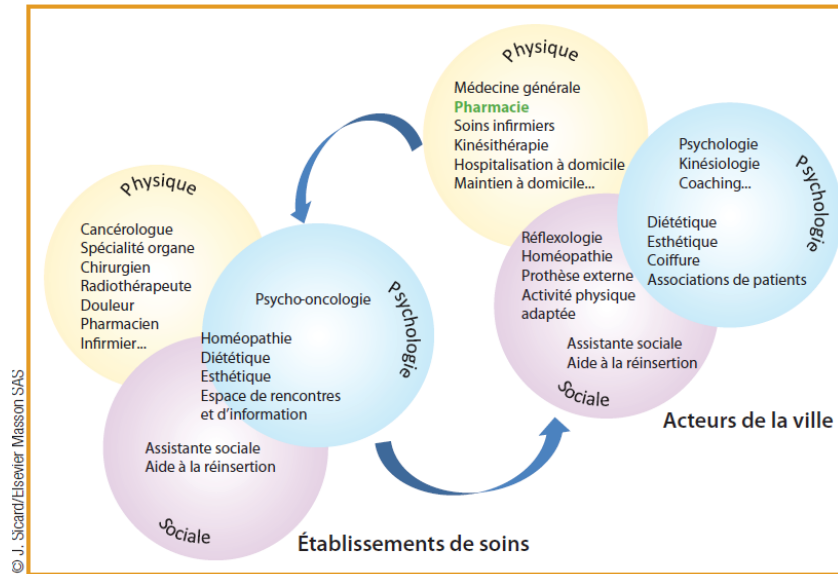 Physique
Médecine générale
Pharmacie
Soins infirmiers
Kinésithérapie
Hospitalisation à domicile
Maintien à domicile...
Psychologie
Psychologie
Kinésiologie
Coaching...
Diététique
Esthétique
Coiffure
Associations de patients
Réflexologie
Homéopathie
Prothèse externe
Activité physique
adaptée
Assistante sociale
Aide à la réinsertion
Sociale
Acteurs de la ville
Physique
Cancérologue
Spécialité organe
Chirurgien
Radiothérapeute
Douleur
Pharmacien
Infirmier...
Psychologie
Psycho-oncologie
Homéopathie
Diététique
Esthétique
Espace de rencontres
et d'information
Assistante sociale
Aide à la réinsertion
Sociale
Établissements de soins
© J. Sicard/Elsevier Masson SAS